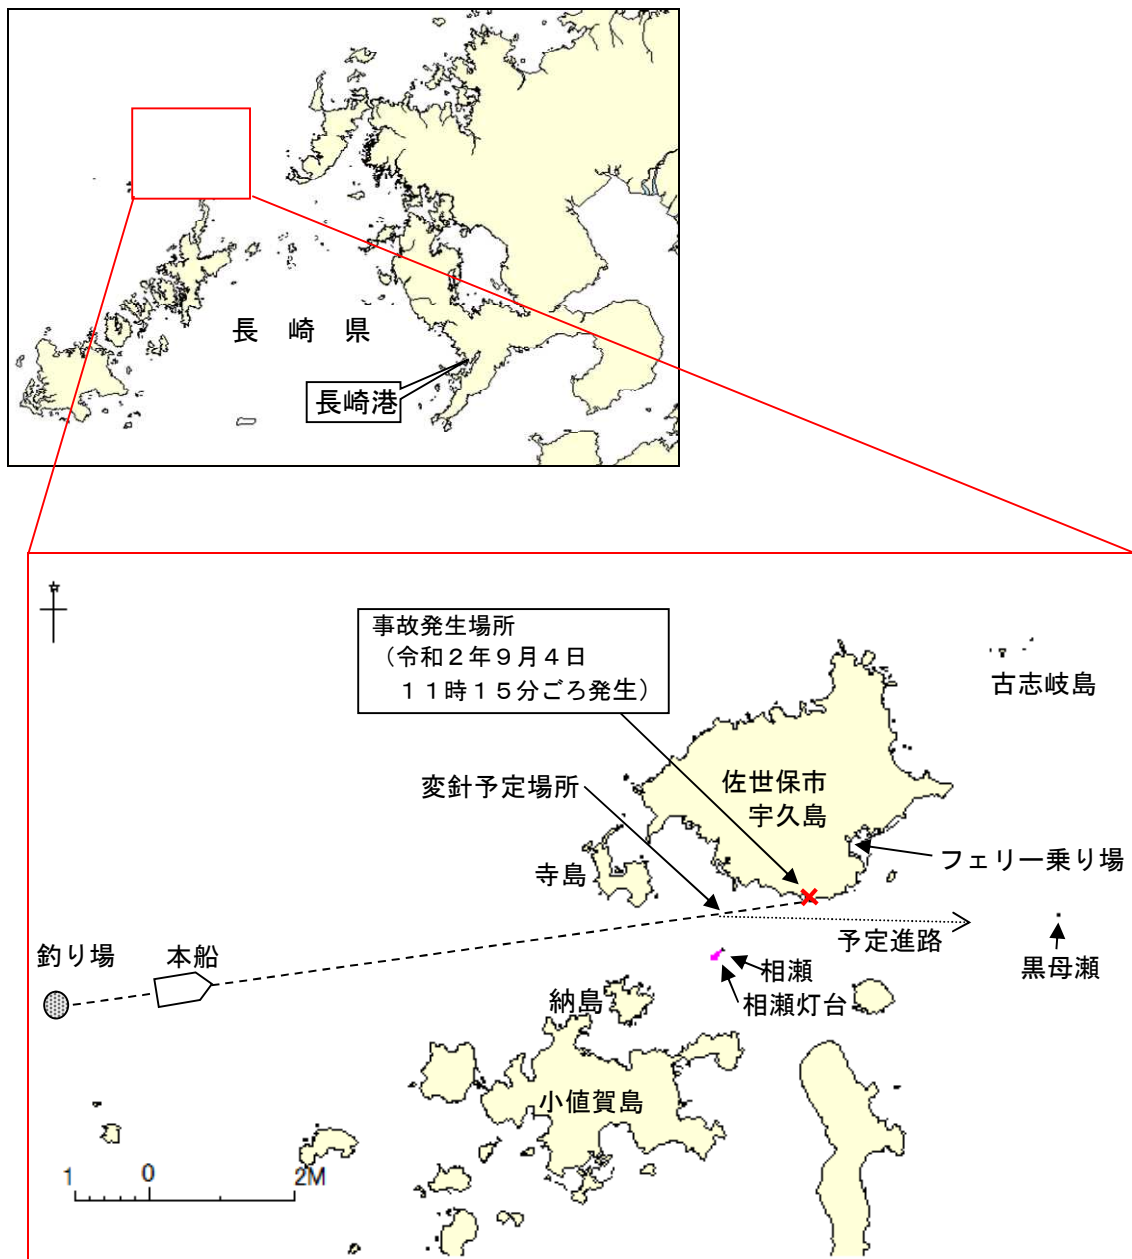 長　崎　県
長崎港
事故発生場所
（令和２年９月４日
１１時１５分ごろ発生）
古志岐島
変針予定場所
佐世保市
宇久島
フェリー乗り場
寺島
予定進路
釣り場
本船
黒母瀬
相瀬
納島
相瀬灯台
小値賀島
1 0 2M